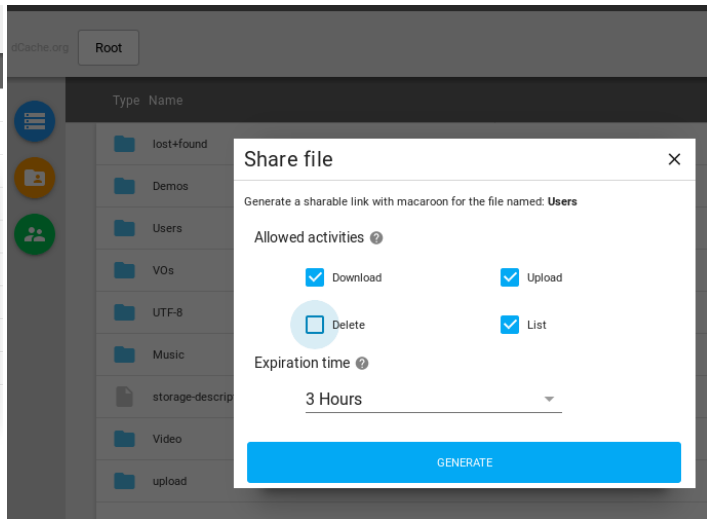 dCache.org Root
Type Name
lost+found
Demos
Users
VOs
UTF-8
Music
storage-descrip
Video
upload
Share file
Generate a sharable link with macaroon for the file named: Users
Allowed activities
Download Upload
Delete List
Expiration time
3 Hours
GENERATE